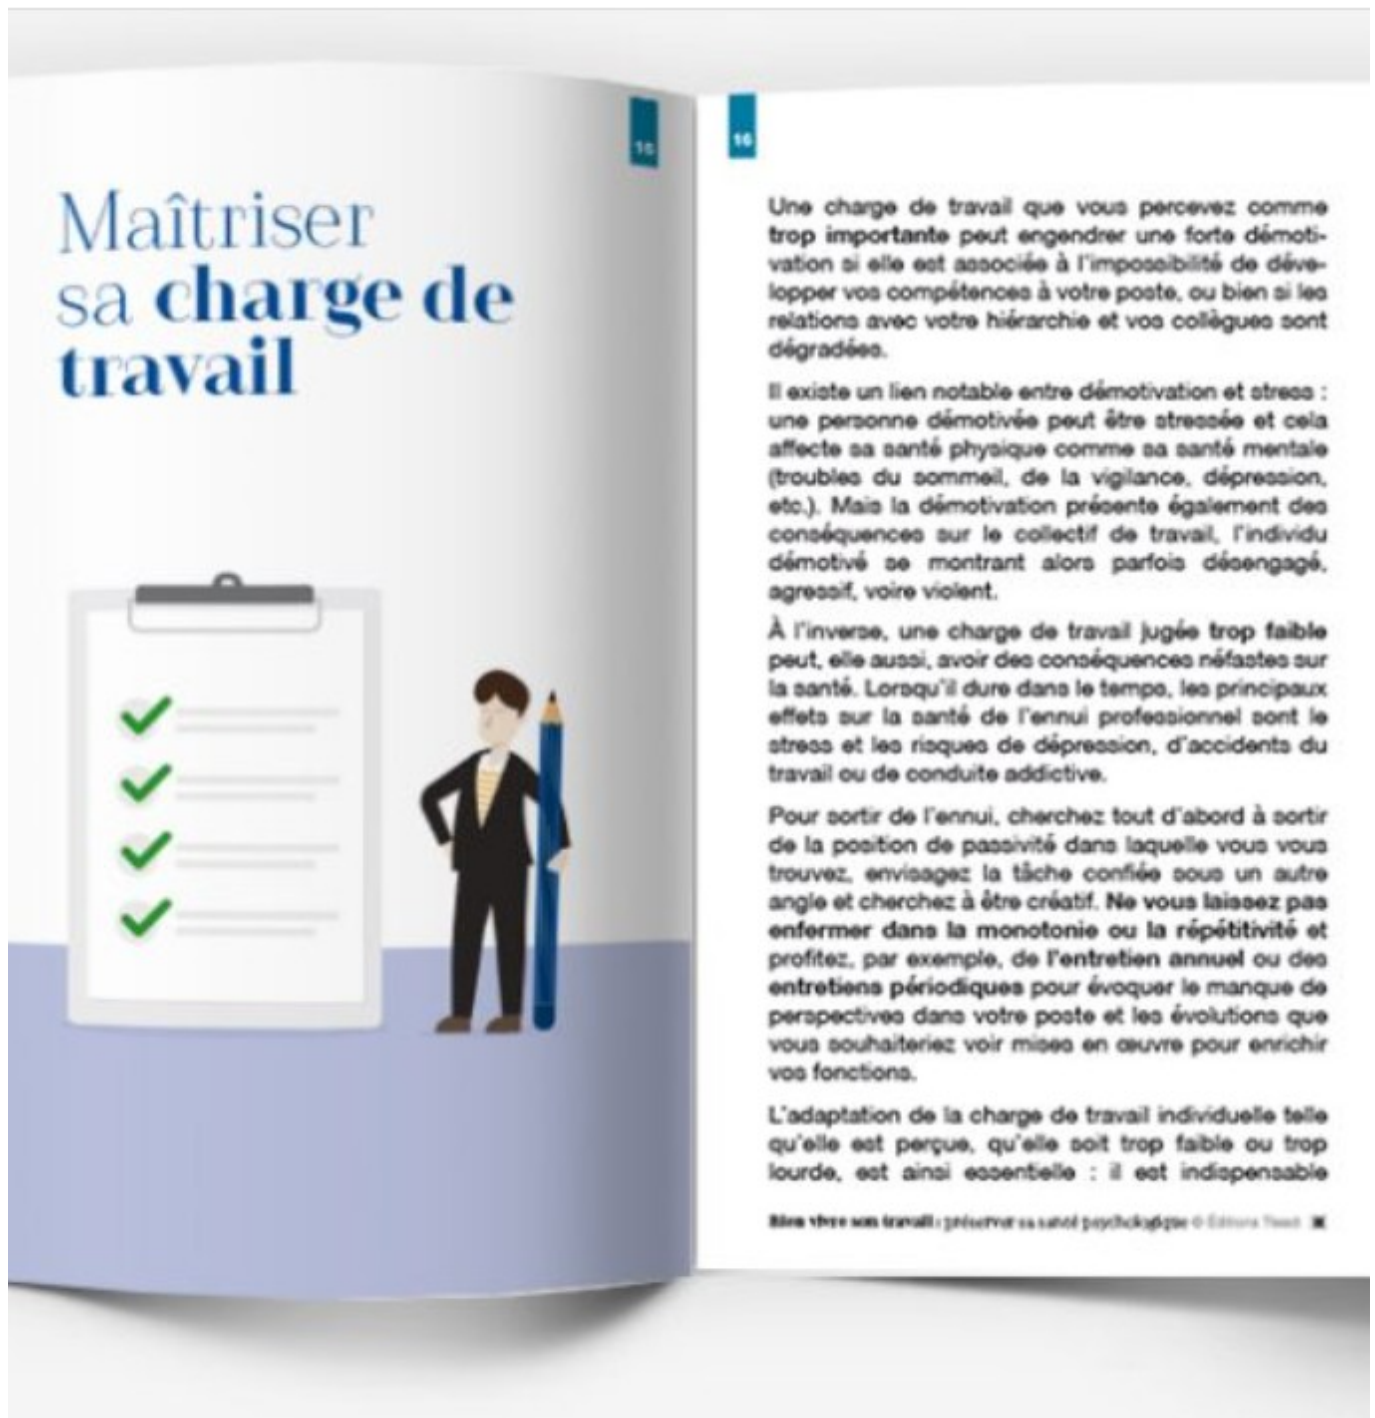 16
Maîtriser
sa charge de
travail
16
Une charge de travail que vous percevez comme
trop importante peut engendrer une forte démoti-
vation si elle est associée à l'impossibilité de déve-
lopper vos compétences à votre poste, ou bien si les
relations avec votre hiérarchie et vos collègues sont
dégradées.
Il existe un lien notable entre démotivation et stress :
une personne démotivée peut être stressée et cela
affecte sa santé physique comme sa santé mentale
(troubles du sommeil, de la vigilance, dépression,
etc.). Mais la démotivation présente également des
conséquences sur le collectif de travail, l'individu
démotivé se montrant alors parfois désengagé,
agressif, voire violent.
À l'inverse, une charge de travail jugée trop faible
peut, elle aussi, avoir des conséquences néfastes sur
la santé. Lorsqu'il dure dans le temps, les principaux
effets sur la santé de l'ennui professionnel sont le
stress et les risques de dépression, d'accidents du
travail ou de conduite addictive.
Pour sortir de l'ennui, cherchez tout d'abord à sortir
de la position de passivité dans laquelle vous vous
trouvez, envisagez la tâche confiée sous un autre
angle et cherchez à être créatif. Ne vous laissez pas
enfermer dans la monotonie ou la répétitivité et
profitez, par exemple, de l'entretien annuel ou des
entretiens périodiques pour évoquer le manque de
perspectives dans votre poste et les évolutions que
vous souhaiteriez voir mises en œuvre pour enrichir
vos fonctions.
L'adaptation de la charge de travail individuelle telle
qu'elle est perçue, qu'elle soit trop faible ou trop
lourde, est ainsi essentielle : il est indispensable
Bien vivre son travail : préserver sa santé psychologique © Éditions Tissot